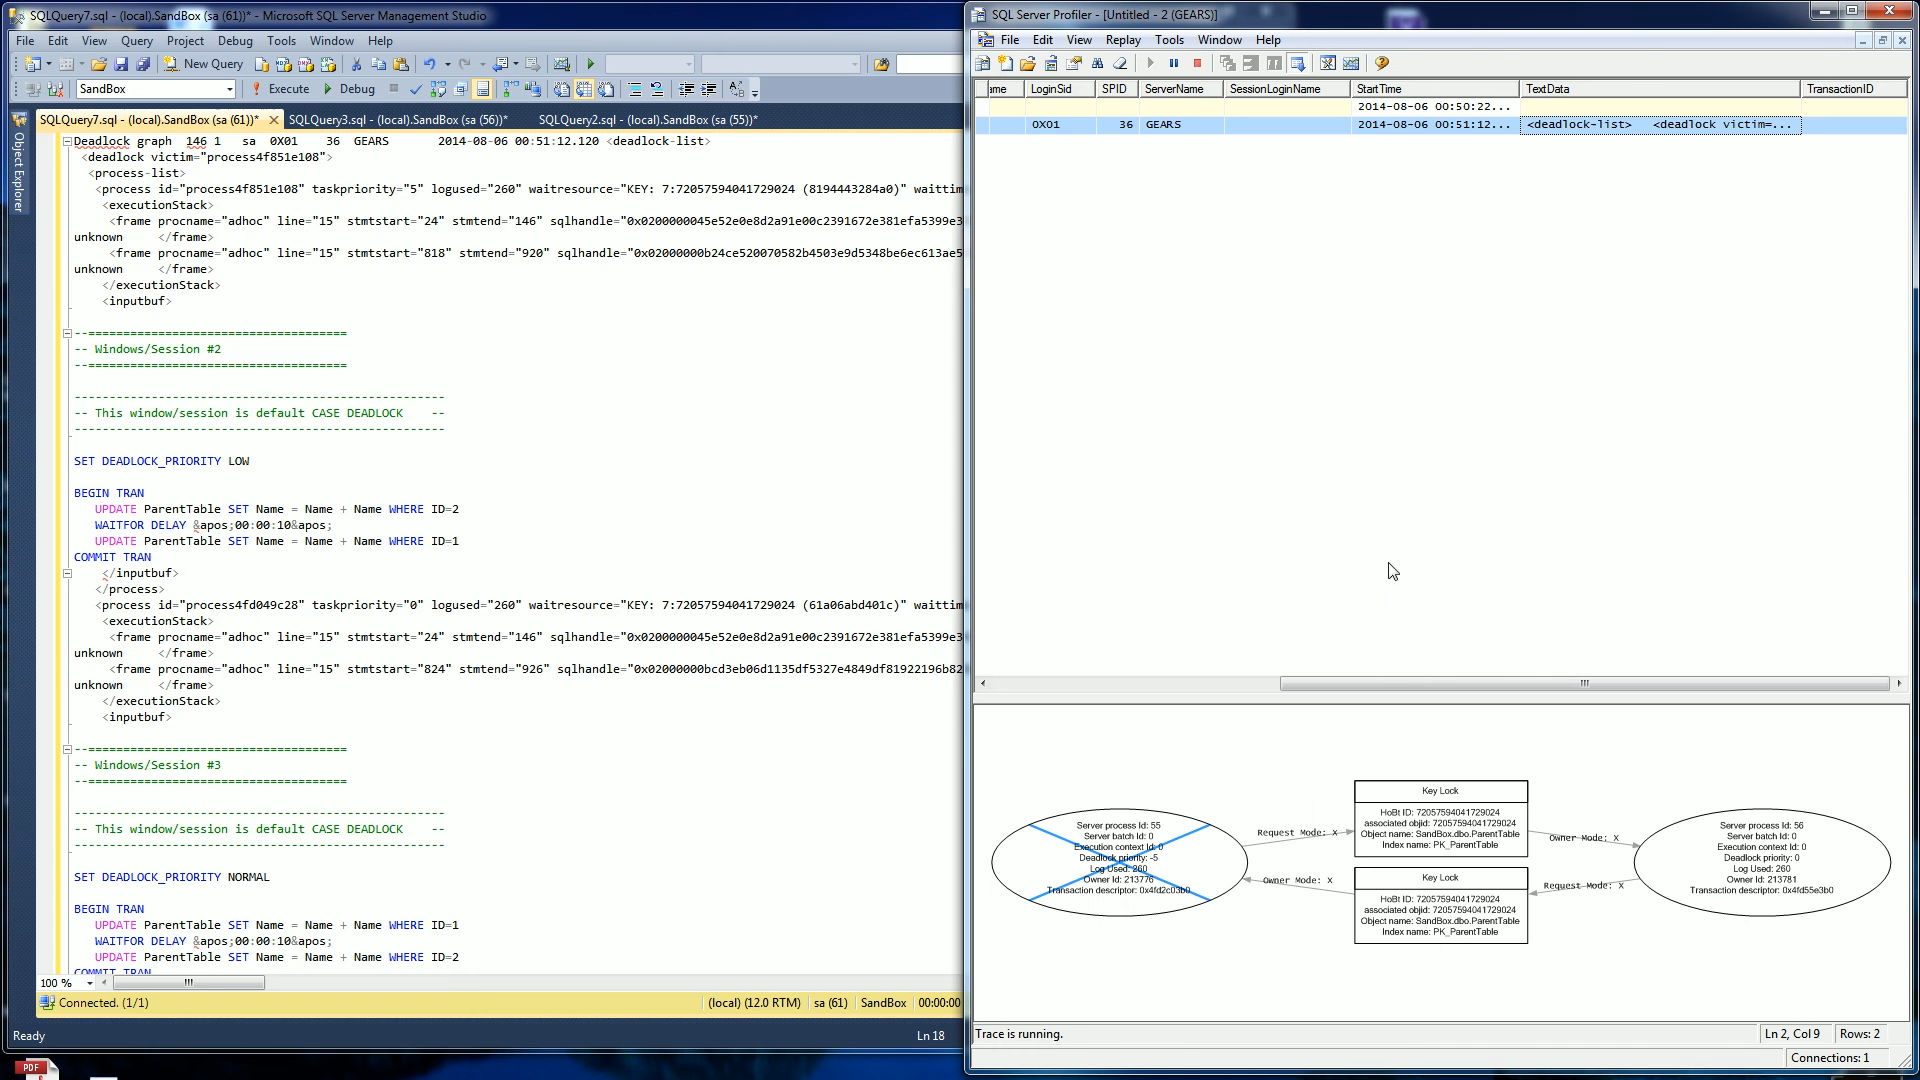 SQLQuery7.sql - (local).SandBox (sa (61))* - Microsoft SQL Server Management Studio
File Edit View Query Project Debug Tools Window Help
New Query
SandBox Execute Debug
SQLQuery7.sql - (local).SandBox (sa (61))* SQLQuery3.sql - (local).SandBox (sa (56))* SQLQuery2.sql - (local).SandBox (sa (55))*
Object Explorer
Deadlock graph 146 1 sa 0X01 36 GEARS 2014-08-06 00:51:12.120 <deadlock-list>
<deadlock victim="process4f851e108">
<process-list>
<process id="process4f851e108" taskpriority="5" logused="260" waitresource="KEY: 7:72057594041729024 (8194443284a0)" waittim
<executionStack>
<frame procname="adhoc" line="15" stmtstart="24" stmtend="146" sqlhandle="0x0200000045e52e0e8d2a91e00c2391672e381efa5399e3
unknown </frame>
<frame procname="adhoc" line="15" stmtstart="818" stmtend="920" sqlhandle="0x02000000b24ce520070582b4503e9d5348be6ec613ae5
unknown </frame>
</executionStack>
<inputbuf>
--=====================================
-- Windows/Session #2
--=====================================
-----------------------------------------------------
-- This window/session is default CASE DEADLOCK --
-----------------------------------------------------
SET DEADLOCK_PRIORITY LOW
BEGIN TRAN
UPDATE ParentTable SET Name = Name + Name WHERE ID=2
WAITFOR DELAY &apos;00:00:10&apos;
UPDATE ParentTable SET Name = Name + Name WHERE ID=1
COMMIT TRAN
</inputbuf>
</process>
<process id="process4fd049c28" taskpriority="0" logused="260" waitresource="KEY: 7:72057594041729024 (61a06abd401c)" waittim
<executionStack>
<frame procname="adhoc" line="15" stmtstart="24" stmtend="146" sqlhandle="0x0200000045e52e0e8d2a91e00c2391672e381efa5399e3
unknown </frame>
<frame procname="adhoc" line="15" stmtstart="824" stmtend="926" sqlhandle="0x02000000bcd3eb06d1135df5327e4849df81922196b82
unknown </frame>
</executionStack>
<inputbuf>
--=====================================
-- Windows/Session #3
--=====================================
-----------------------------------------------------
-- This window/session is default CASE DEADLOCK --
-----------------------------------------------------
SET DEADLOCK_PRIORITY NORMAL
BEGIN TRAN
UPDATE ParentTable SET Name = Name + Name WHERE ID=1
WAITFOR DELAY &apos;00:00:10&apos;
UPDATE ParentTable SET Name = Name + Name WHERE ID=2
COMMIT TRAN
100 %
Connected. (1/1) (local) (12.0 RTM) sa (61) SandBox 00:00:00
Ready Ln 18
PDF
SQL Server Profiler - [Untitled - 2 (GEARS)]
File Edit View Replay Tools Window Help
LoginSid SPID ServerName SessionLoginName StartTime TextData TransactionID
2014-08-06 00:50:22...
0X01 36 GEARS 2014-08-06 00:51:12... <deadlock-list> <deadlock victim=...
Server process Id: 55
Server batch Id: 0
Execution context Id: 0
Deadlock priority: -5
Log Used: 260
Owner Id: 213776
Transaction descriptor: 0x4fd2c03b0
Request Mode: X
Owner Mode: X
Key Lock
HoBt ID: 72057594041729024
associated objid: 72057594041729024
Object name: SandBox.dbo.ParentTable
Index name: PK_ParentTable
Key Lock
HoBt ID: 72057594041729024
associated objid: 72057594041729024
Object name: SandBox.dbo.ParentTable
Index name: PK_ParentTable
Owner Mode: X
Request Mode: X
Server process Id: 56
Server batch Id: 0
Execution context Id: 0
Deadlock priority: 0
Log Used: 260
Owner Id: 213781
Transaction descriptor: 0x4fd55e3b0
Trace is running. Ln 2, Col 9 Rows: 2
Connections: 1